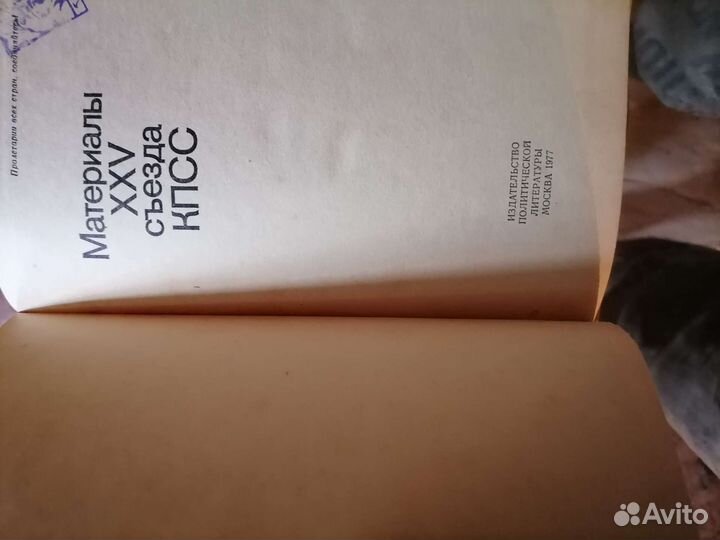 Пролетарии всех стран, соединяйтесь!
Материалы
XXV
съезда
КПСС
ИЗДАТЕЛЬСТВО
ПОЛИТИЧЕСКОЙ
ЛИТЕРАТУРЫ
МОСКВА 1977
Avito